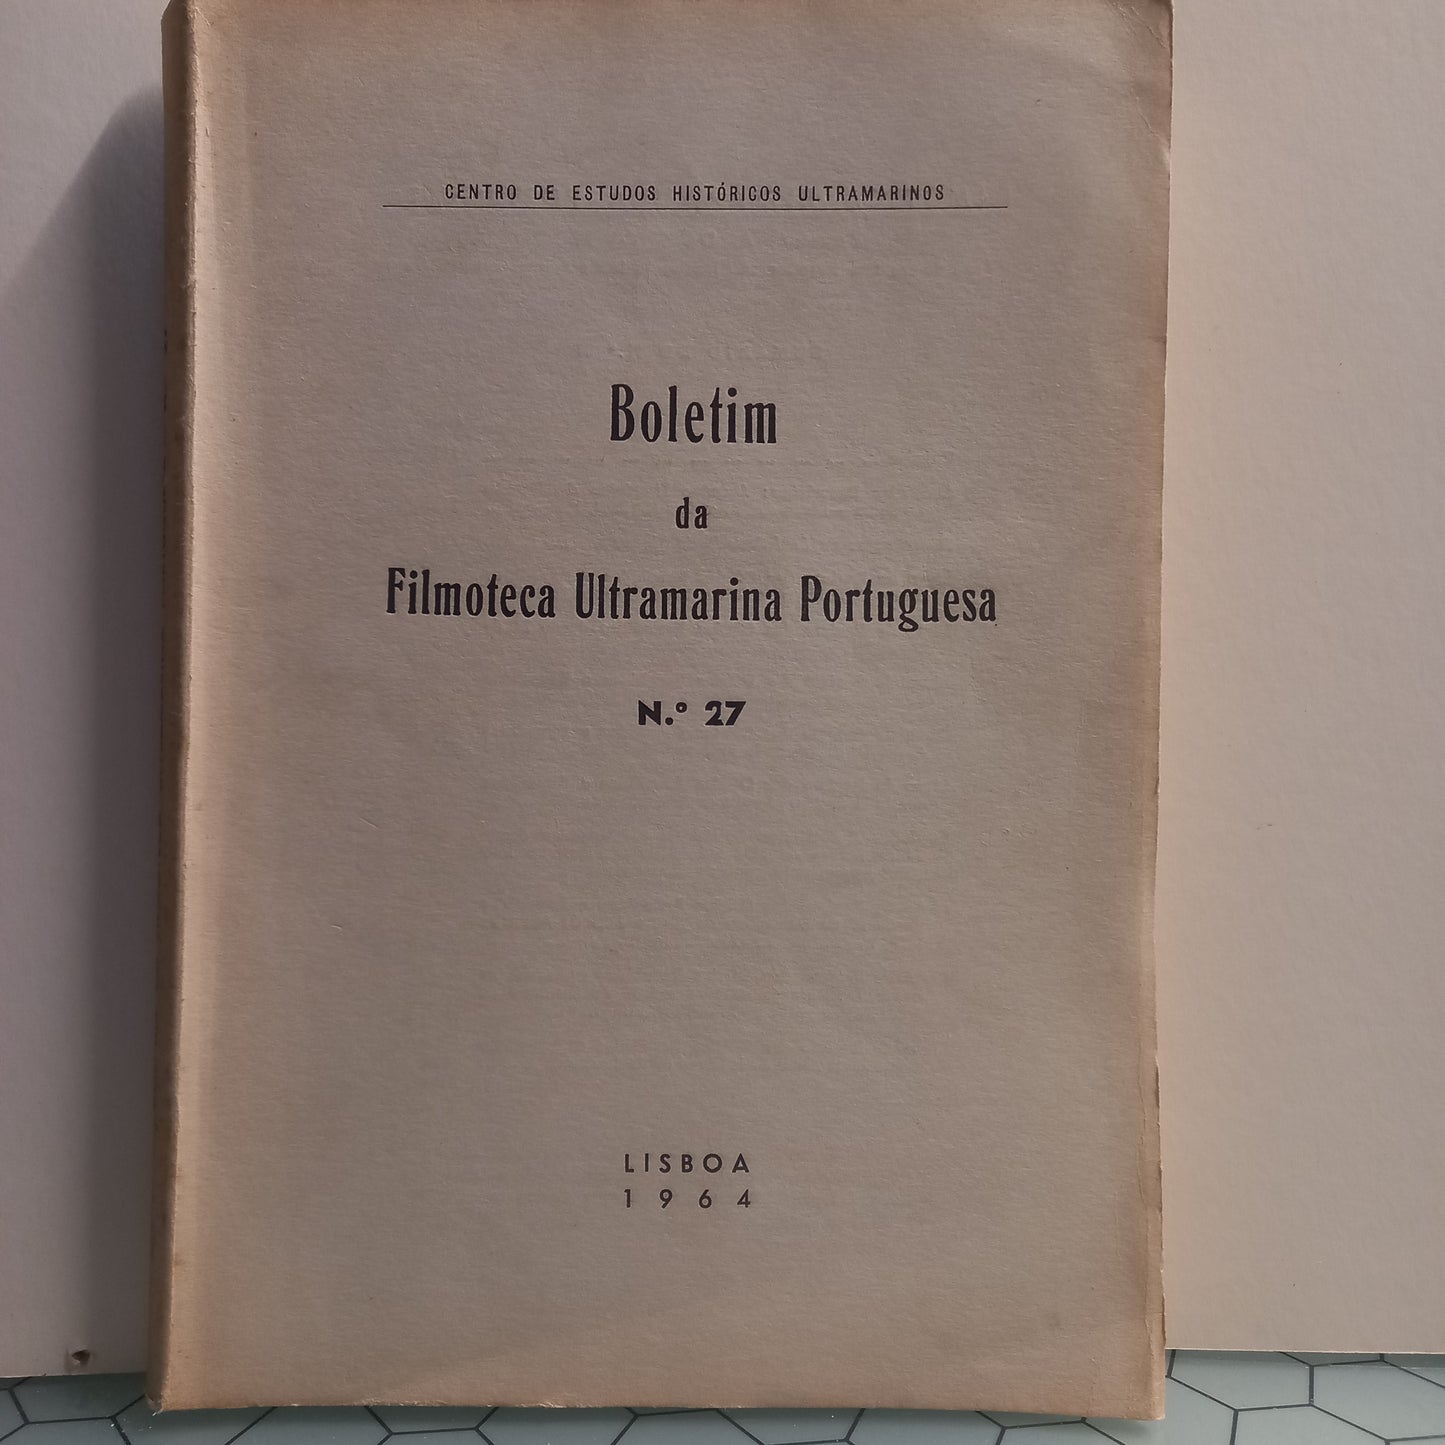 CENTRO DE ESTUDOS HISTÓRICOS ULTRAMARINOS
Boletim
da
Filmoteca Ultramarina Portuguesa
N.º 27
LISBOA
1964